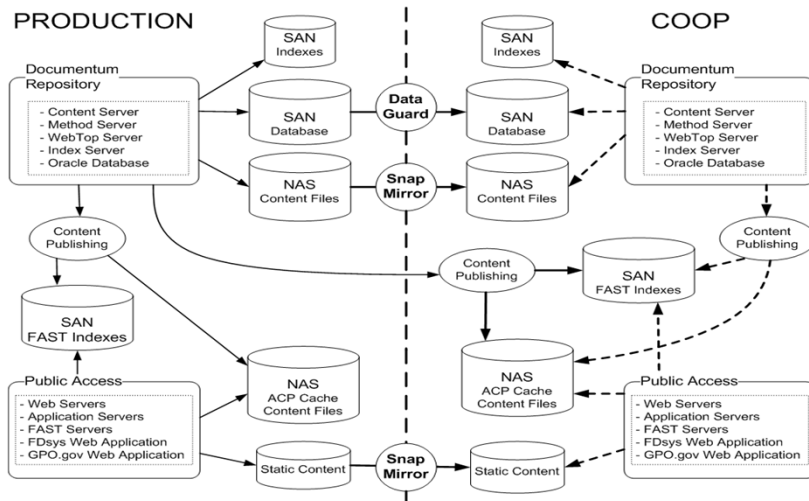 PRODUCTION
COOP
SAN
Indexes
SAN
Indexes
Documentum
Repository
- Content Server
- Method Server
- WebTop Server
- Index Server
- Oracle Database
SAN
Database
Data
Guard
SAN
Database
Documentum
Repository
- Content Server
- Method Server
- WebTop Server
- Index Server
- Oracle Database
NAS
Content Files
Snap
Mirror
NAS
Content Files
Content
Publishing
Content
Publishing
Content
Publishing
SAN
FAST Indexes
SAN
FAST Indexes
NAS
ACP Cache
Content Files
NAS
ACP Cache
Content Files
Public Access
- Web Servers
- Application Servers
- FAST Servers
- FDsys Web Application
- GPO.gov Web Application
Public Access
- Web Servers
- Application Servers
- FAST Servers
- FDsys Web Application
- GPO.gov Web Application
Static Content
Snap
Mirror
Static Content